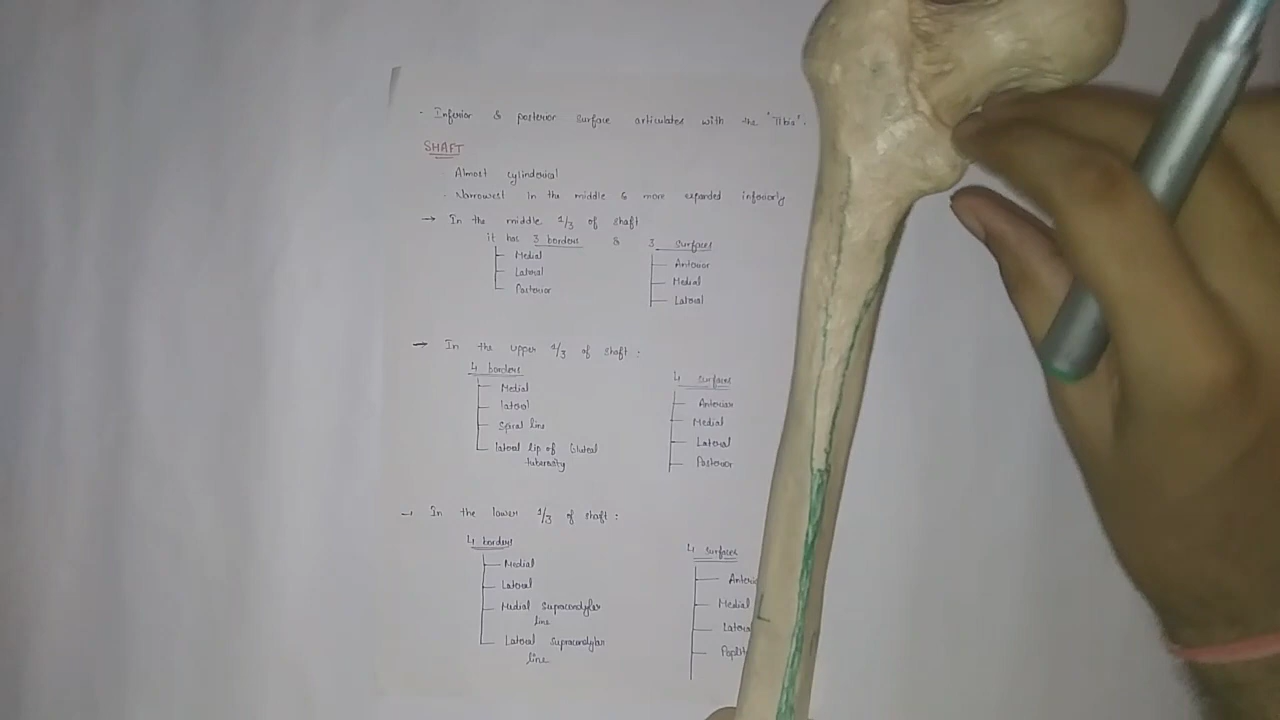 - Inferior & posterior surface articulates with the 'Tibia'.
SHAFT
- Almost cylinderical
- Narrowest in the middle & more expanded inferiorly
→ In the middle 1/3 of shaft
it has 3 borders & 3 surfaces
Medial
Lateral
Posterior
Anterior
Medial
Lateral
→ In the upper 1/3 of shaft :
4 borders
Medial
lateral
Spiral line
lateral lip of Gluteal
tuberosity
4 surfaces
Anterior
Medial
Lateral
Posterior
→ In the lower 1/3 of shaft :
4 borders
Medial
Lateral
Medial Supracondylar
line
Lateral Supracondylar
line
4 surfaces
Anterio
Medial
Latera
Poplit
L